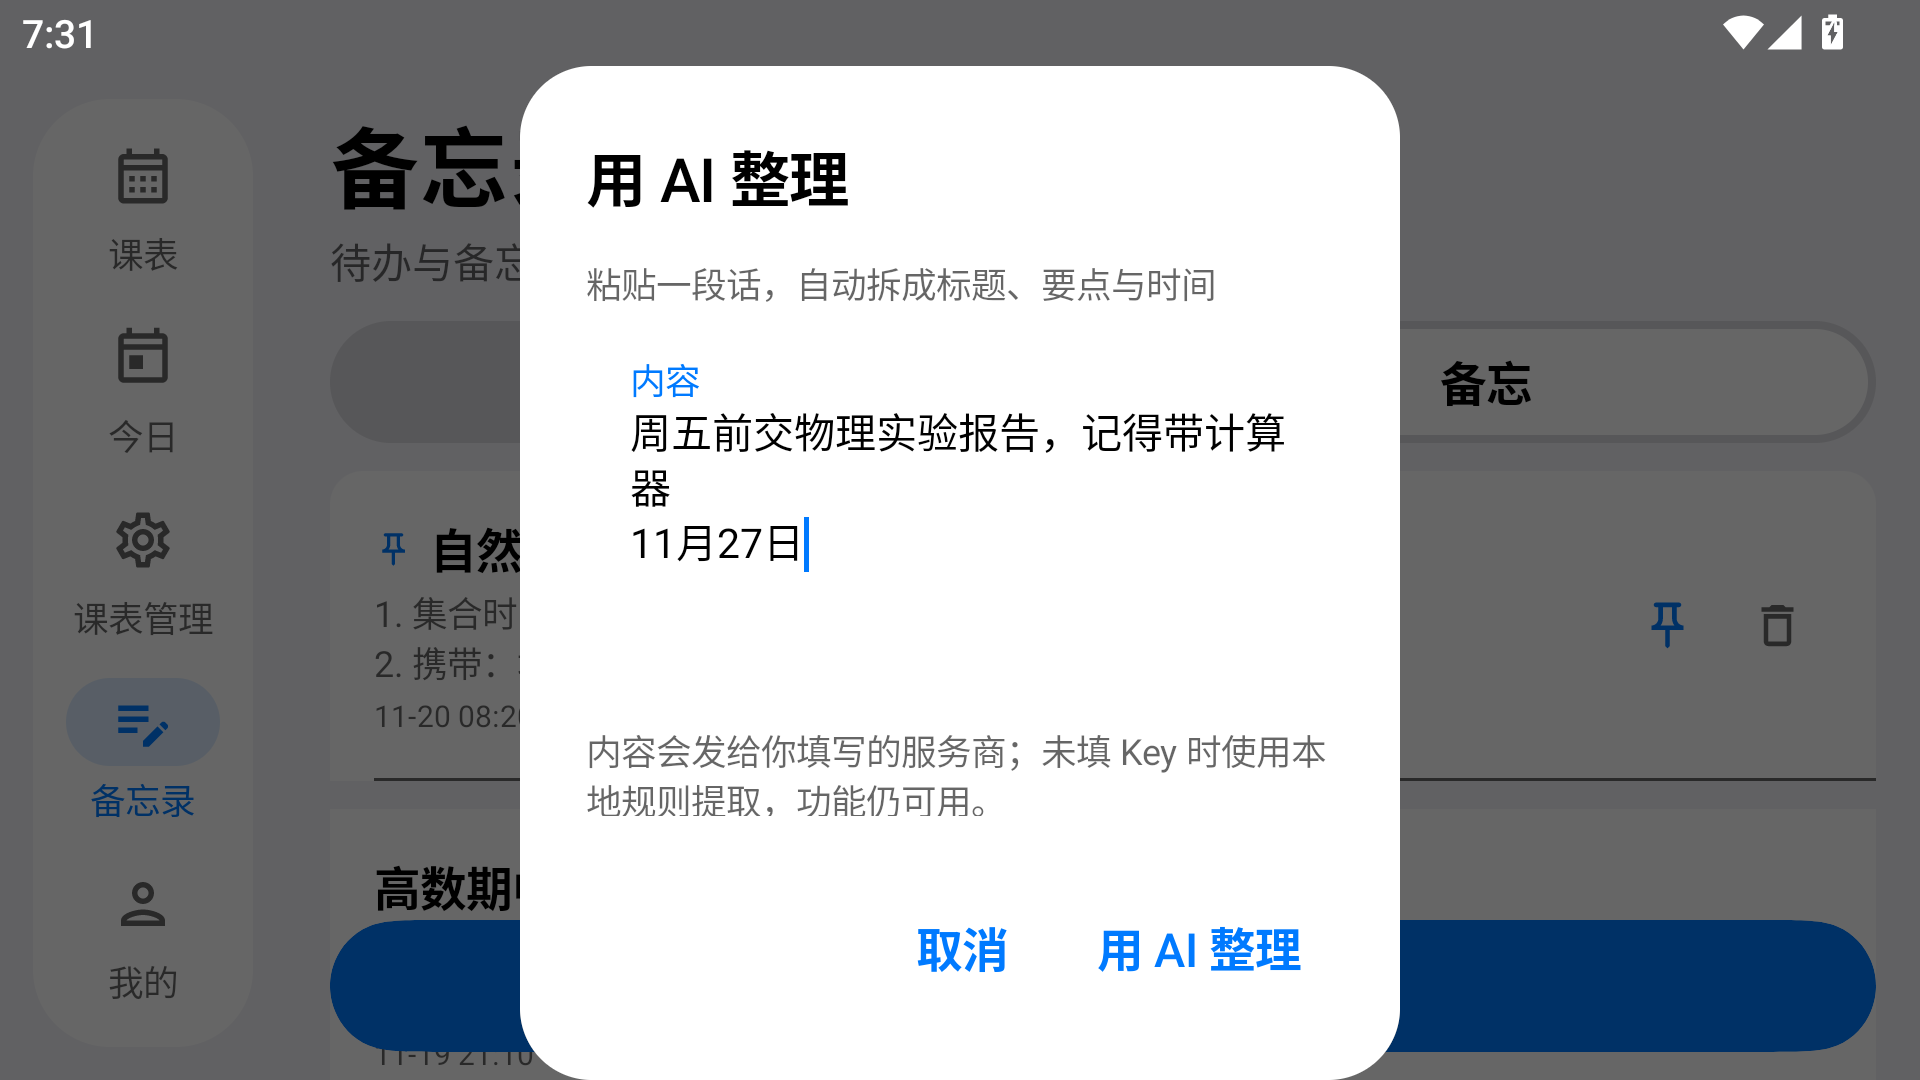 7:31
课表
今日
课表管理
备忘录
我的
备忘
待办与备忘
备忘
自然
1. 集合时
2. 携带：
11-20 08:2
高数期
11-19 21:10
用 AI 整理
粘贴一段话，自动拆成标题、要点与时间
内容
周五前交物理实验报告，记得带计算
器
11月27日
内容会发给你填写的服务商；未填 Key 时使用本
地规则提取，功能仍可用。
取消
用 AI 整理